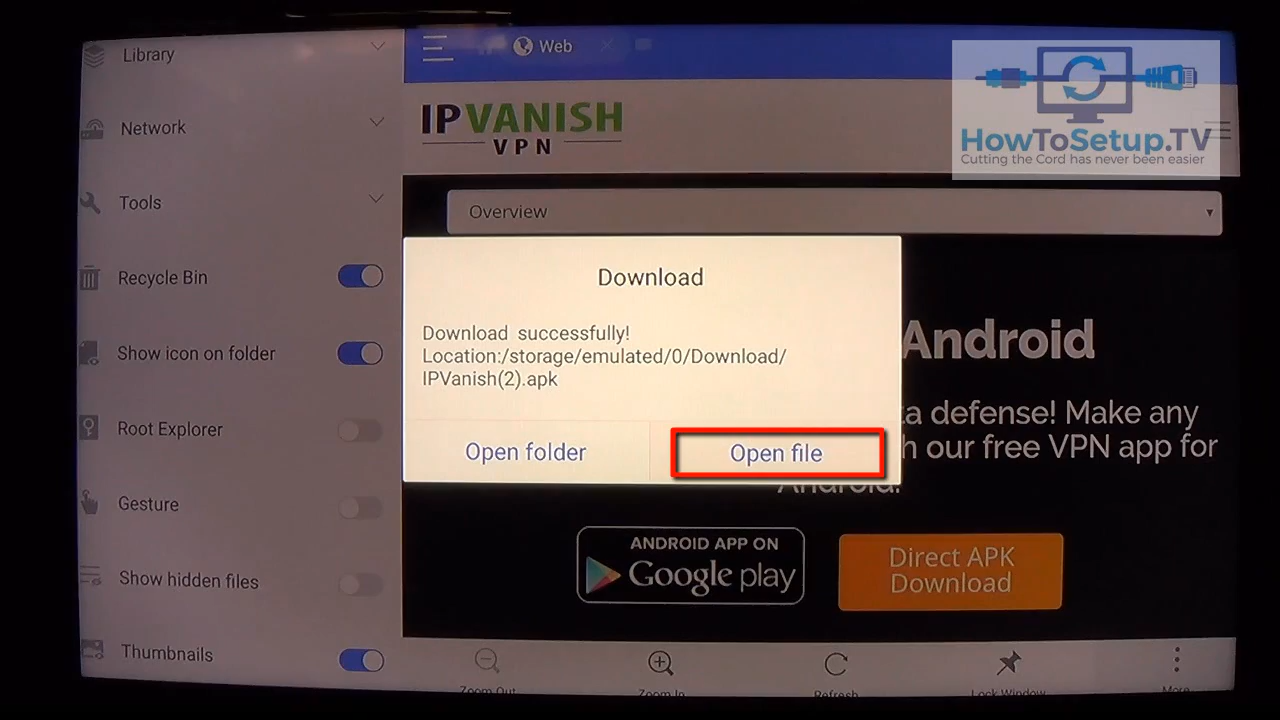 Library
Network
Tools
Recycle Bin
Show icon on folder
Root Explorer
Gesture
Show hidden files
Thumbnails
Web
IPVANISH
VPN
HowToSetup.TV
Cutting the Cord has never been easier
Overview
Download
Download successfully!
Location:/storage/emulated/0/Download/
IPVanish(2).apk
Open folder
Open file
Android
a defense! Make any
h our free VPN app for
Android.
ANDROID APP ON
Google play
Direct APK
Download
Zoom Out
Zoom In
Refresh
Lock Window
More